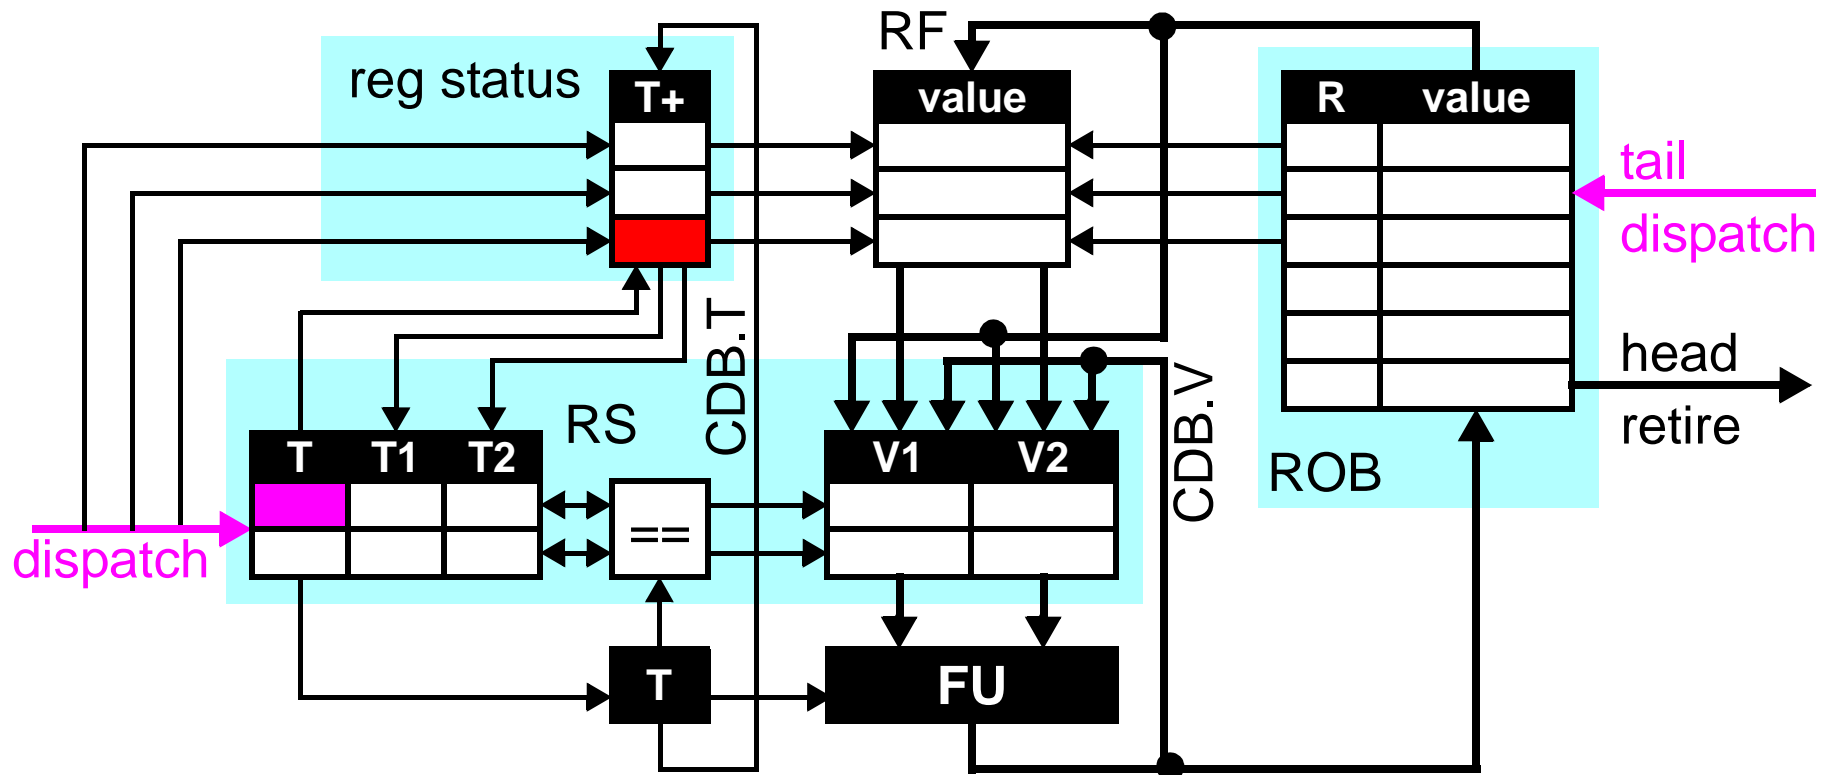 RF
reg status
T+
value
R value
tail
dispatch
CDB.T
head
retire
CDB.V
RS
T T1 T2
V1 V2
ROB
==
dispatch
T
FU